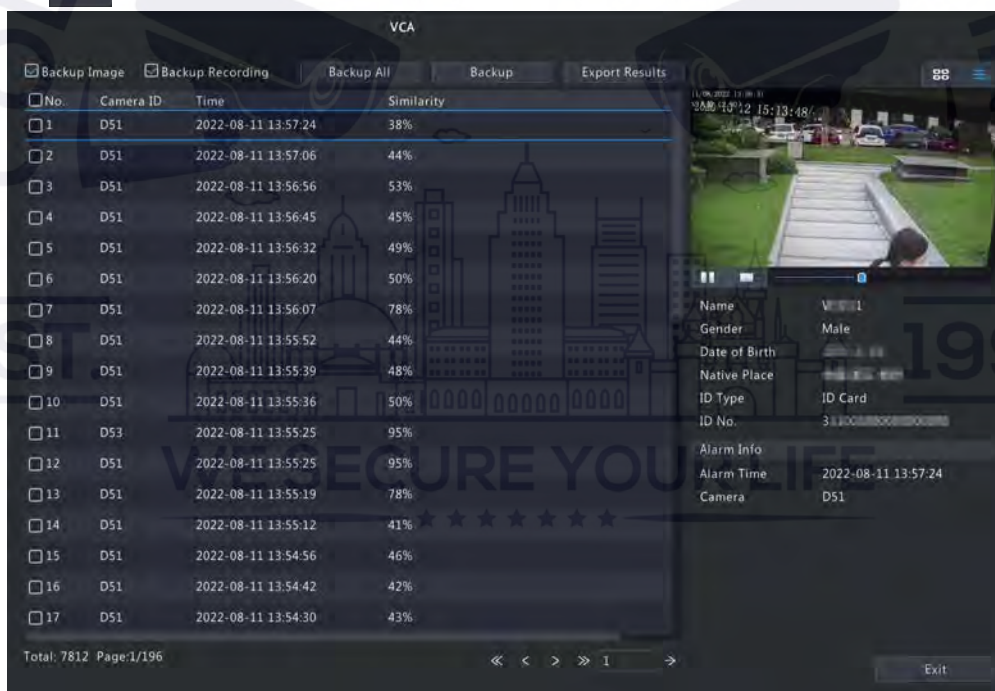 VCA
Backup Image Backup Recording Backup All Backup Export Results
No. Camera ID Time Similarity
1 D51 2022-08-11 13:57:24 38%
2 D51 2022-08-11 13:57:06 44%
3 D51 2022-08-11 13:56:56 53%
4 D51 2022-08-11 13:56:45 45%
5 D51 2022-08-11 13:56:32 49%
6 D51 2022-08-11 13:56:20 50%
7 D51 2022-08-11 13:56:07 78%
8 D51 2022-08-11 13:55:52 44%
9 D51 2022-08-11 13:55:39 48%
10 D51 2022-08-11 13:55:36 50%
11 D53 2022-08-11 13:55:25 95%
12 D51 2022-08-11 13:55:25 95%
13 D51 2022-08-11 13:55:19 78%
14 D51 2022-08-11 13:55:12 41%
15 D51 2022-08-11 13:54:56 46%
16 D51 2022-08-11 13:54:42 42%
17 D51 2022-08-11 13:54:30 43%
Total: 7812 Page:1/196
1
15:13:48
Name
Gender Male
Date of Birth
Native Place
ID Type ID Card
ID No.
Alarm Info
Alarm Time 2022-08-11 13:57:24
Camera D51
Exit
WE SECURE YOUR LIFE